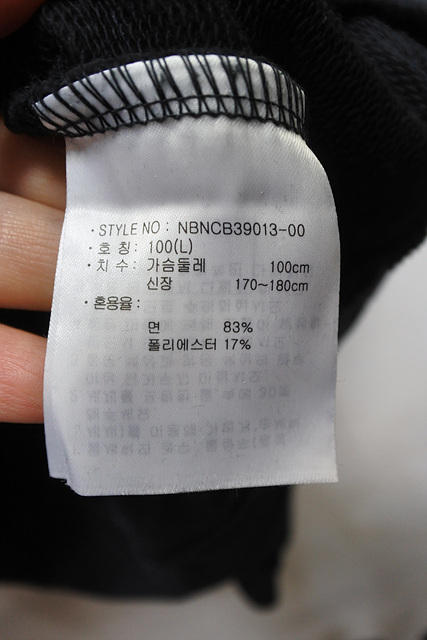 · STYLE NO : NBNCB39013-00
· 호 칭 : 100(L)
· 치 수 : 가슴둘레 100cm
신장 170~180cm
· 혼용율 :
면 83%
폴리에스터 17%